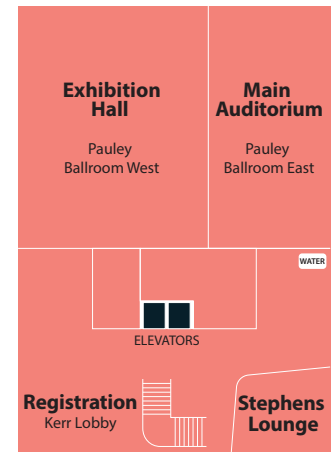 Exhibition
Hall
Pauley
Ballroom West
Main
Auditorium
Pauley
Ballroom East
WATER
ELEVATORS
Registration
Kerr Lobby
Stephens
Lounge